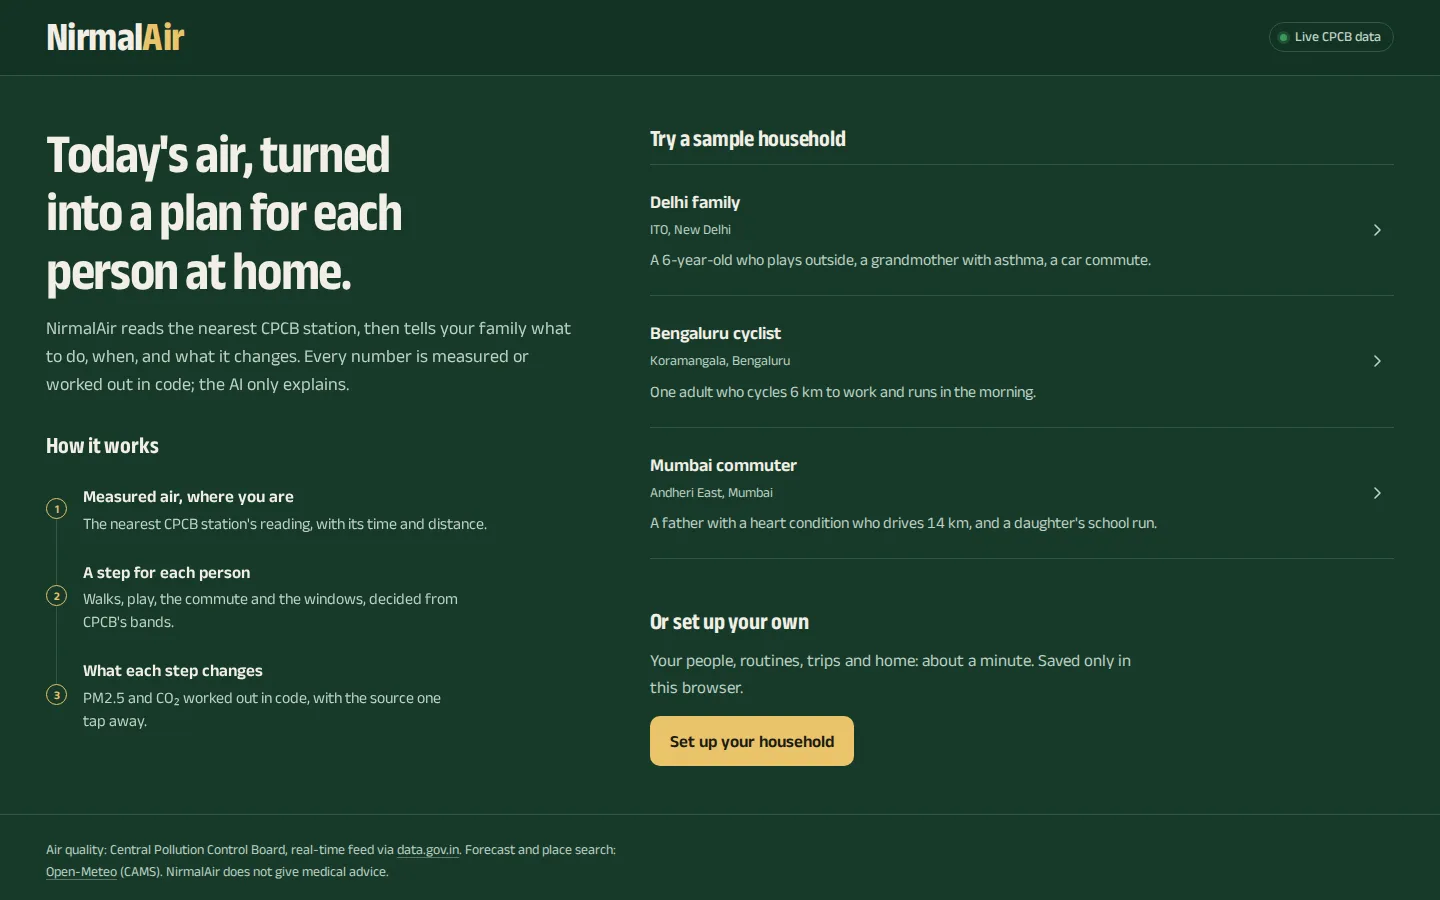 NirmalAir
Live CPCB data
Today's air, turned
into a plan for each
person at home.
NirmalAir reads the nearest CPCB station, then tells your family what
to do, when, and what it changes. Every number is measured or
worked out in code; the AI only explains.
How it works
1
Measured air, where you are
The nearest CPCB station's reading, with its time and distance.
2
A step for each person
Walks, play, the commute and the windows, decided from
CPCB's bands.
3
What each step changes
PM2.5 and CO₂ worked out in code, with the source one
tap away.
Try a sample household
Delhi family
ITO, New Delhi
A 6-year-old who plays outside, a grandmother with asthma, a car commute.
Bengaluru cyclist
Koramangala, Bengaluru
One adult who cycles 6 km to work and runs in the morning.
Mumbai commuter
Andheri East, Mumbai
A father with a heart condition who drives 14 km, and a daughter's school run.
Or set up your own
Your people, routines, trips and home: about a minute. Saved only in
this browser.
Set up your household
Air quality: Central Pollution Control Board, real-time feed via data.gov.in. Forecast and place search:
Open-Meteo (CAMS). NirmalAir does not give medical advice.